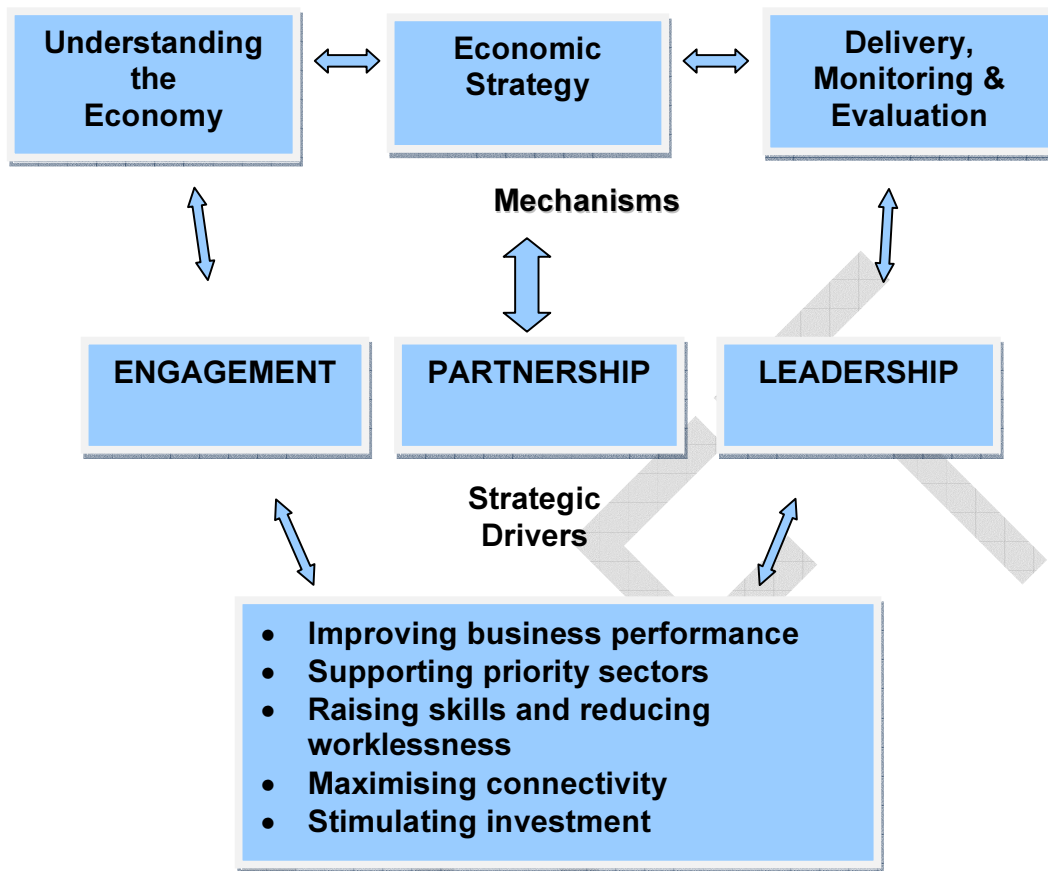 Understanding
the
Economy
Economic
Strategy
Delivery,
Monitoring &
Evaluation
Mechanisms
ENGAGEMENT
PARTNERSHIP
LEADERSHIP
Strategic
Drivers
• Improving business performance
• Supporting priority sectors
• Raising skills and reducing
worklessness
• Maximising connectivity
• Stimulating investment